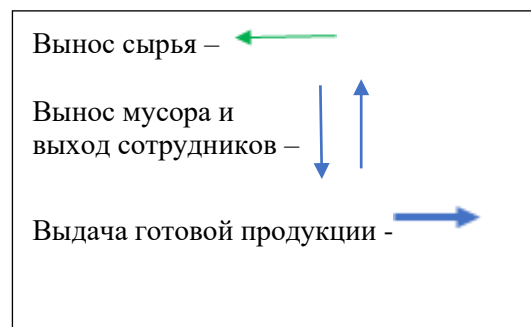 Вынос сырья –
Вынос мусора и
выход сотрудников –
Выдача готовой продукции -